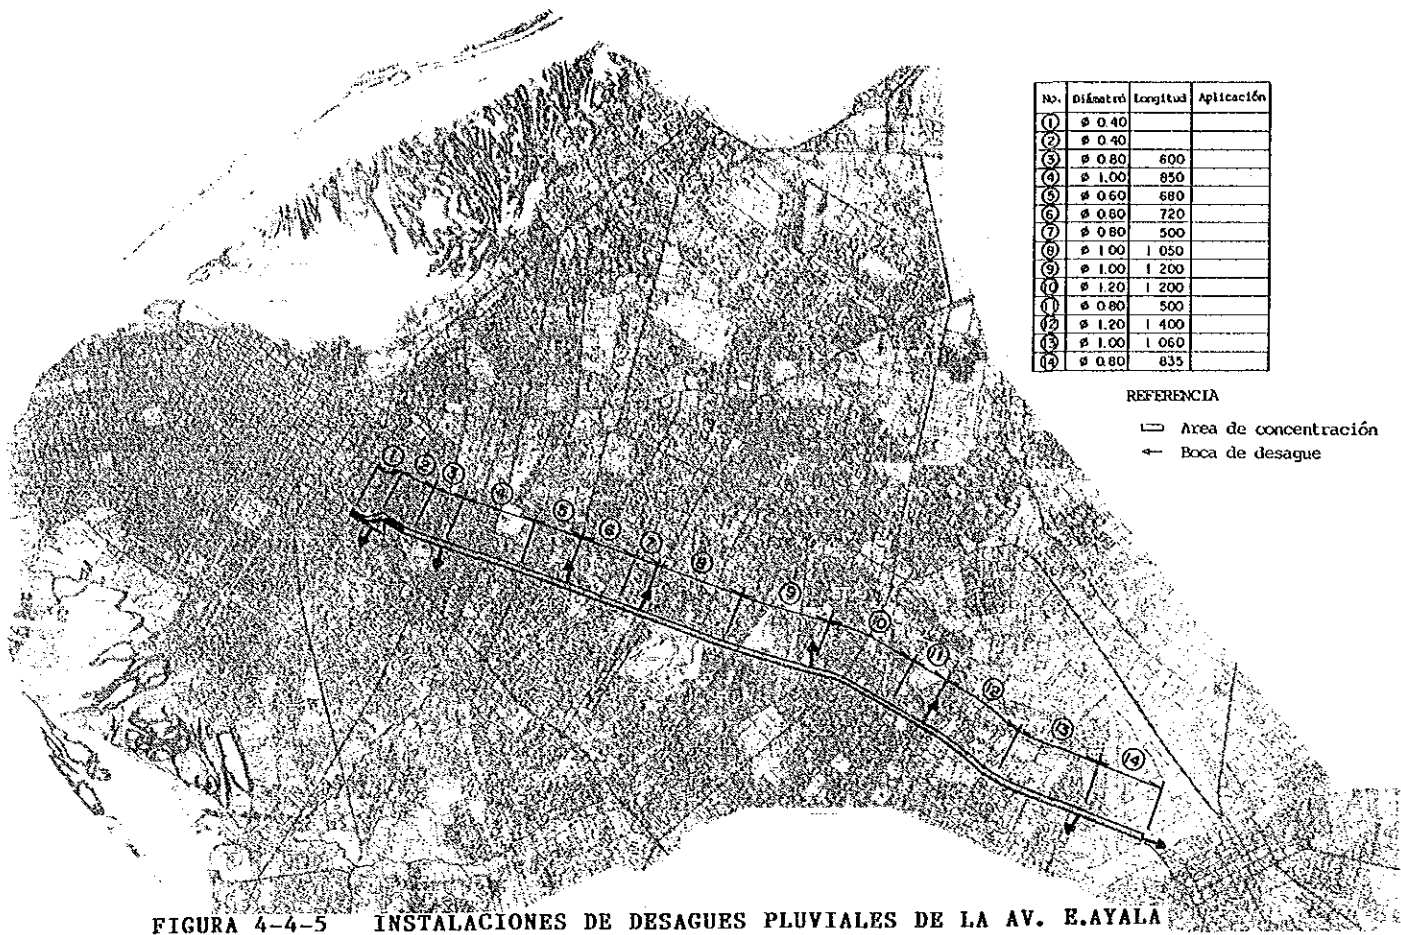 No. Diámetro Longitud Aplicación
① ø 0.40
② ø 0.40
③ ø 0.80 600
④ ø 1.00 850
⑤ ø 0.60 680
⑥ ø 0.80 720
⑦ ø 0.80 500
⑧ ø 1.00 1 050
⑨ ø 1.00 1 200
⑩ ø 1.20 1 200
⑪ ø 0.80 500
⑫ ø 1.20 1 400
⑬ ø 1.00 1 060
⑭ ø 0.80 835
REFERENCIA
Area de concentración
Boca de desague
①
②
③
④
⑤
⑥
⑦
⑧
⑨
⑩
⑪
⑫
⑬
⑭
FIGURA 4-4-5 INSTALACIONES DE DESAGUES PLUVIALES DE LA AV. E.AYALA